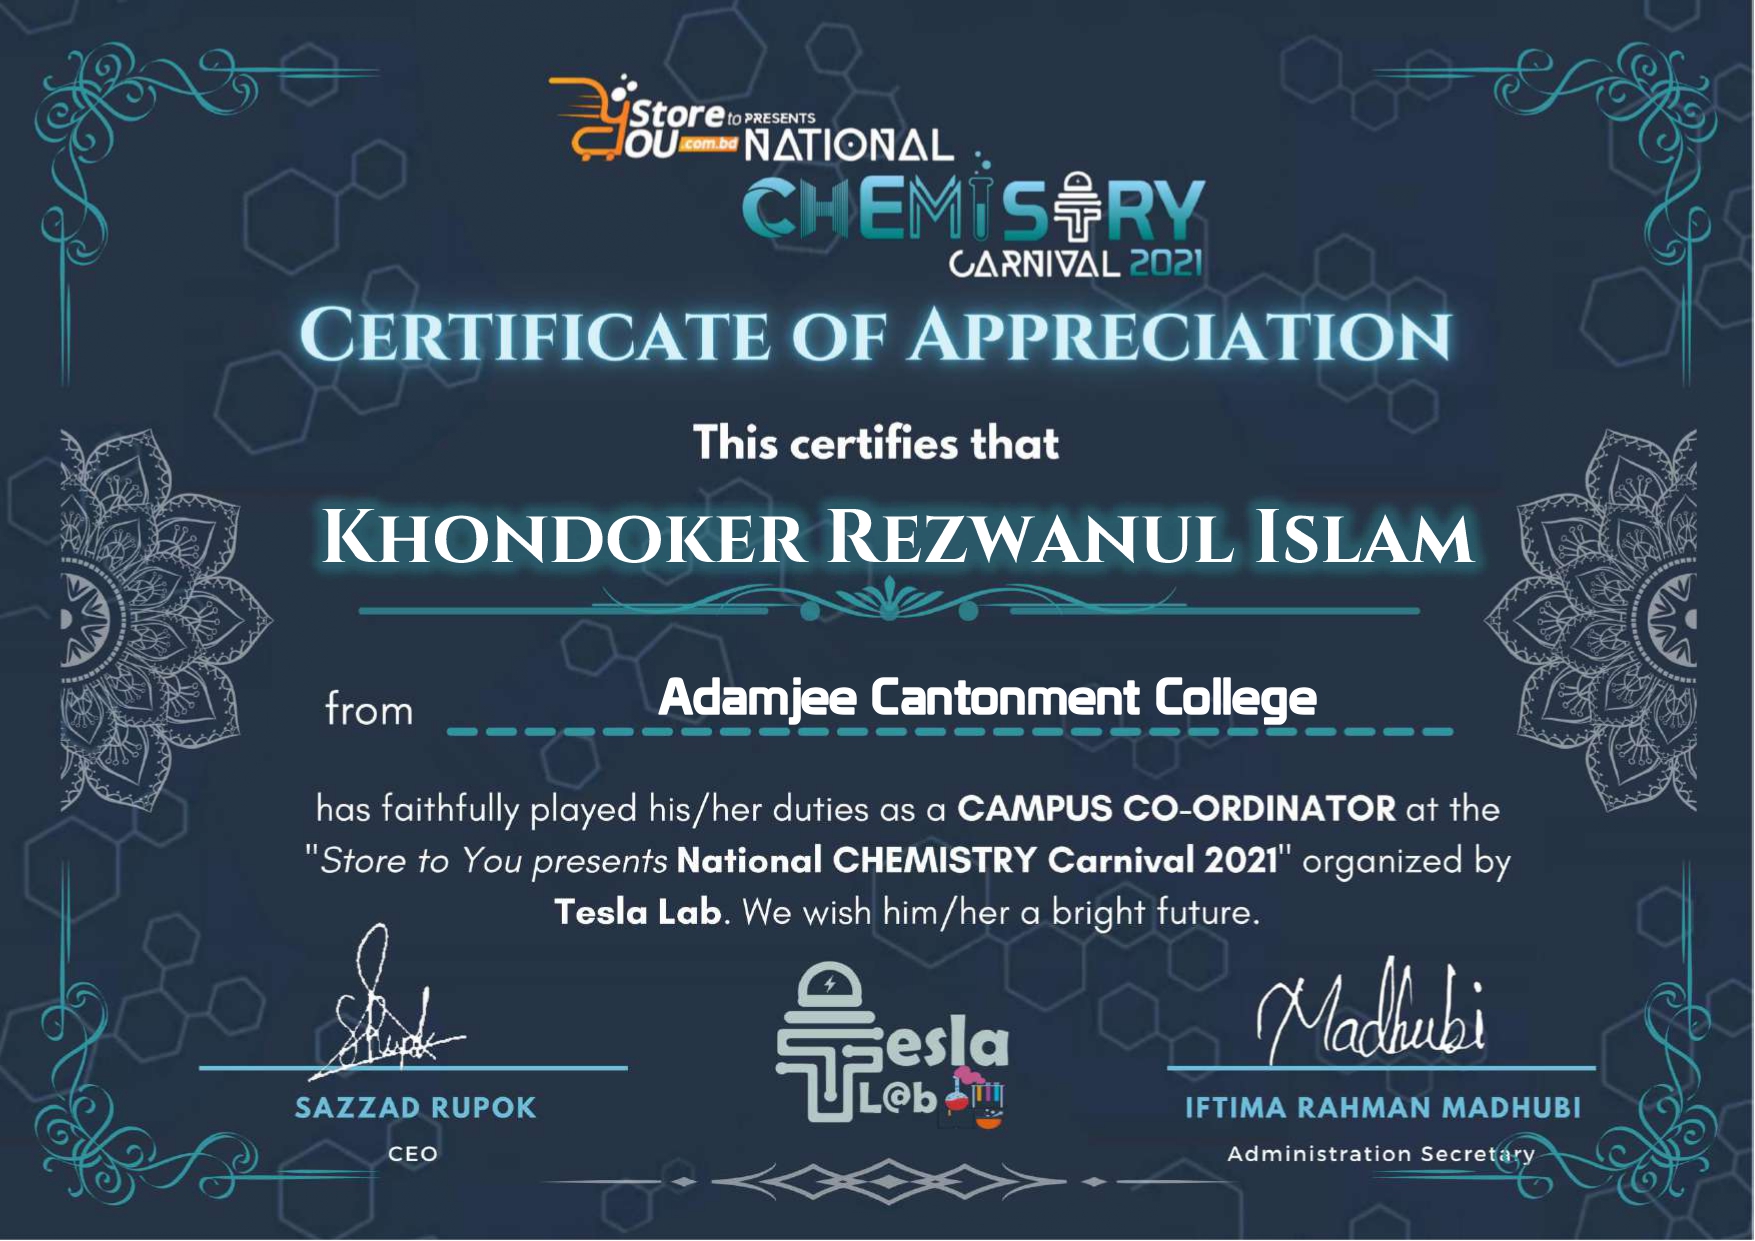 Store to PRESENTS
YOU .com.bd NATIONAL
CHEMISTRY
CARNIVAL 2021
CERTIFICATE OF APPRECIATION
This certifies that
KHONDOKER REZWANUL ISLAM
from Adamjee Cantonment College
has faithfully played his/her duties as a CAMPUS CO-ORDINATOR at the
"Store to You presents National CHEMISTRY Carnival 2021" organized by
Tesla Lab. We wish him/her a bright future.
SRupok
Madhubi
Tesla
L@b
SAZZAD RUPOK
IFTIMA RAHMAN MADHUBI
CEO
Administration Secretary